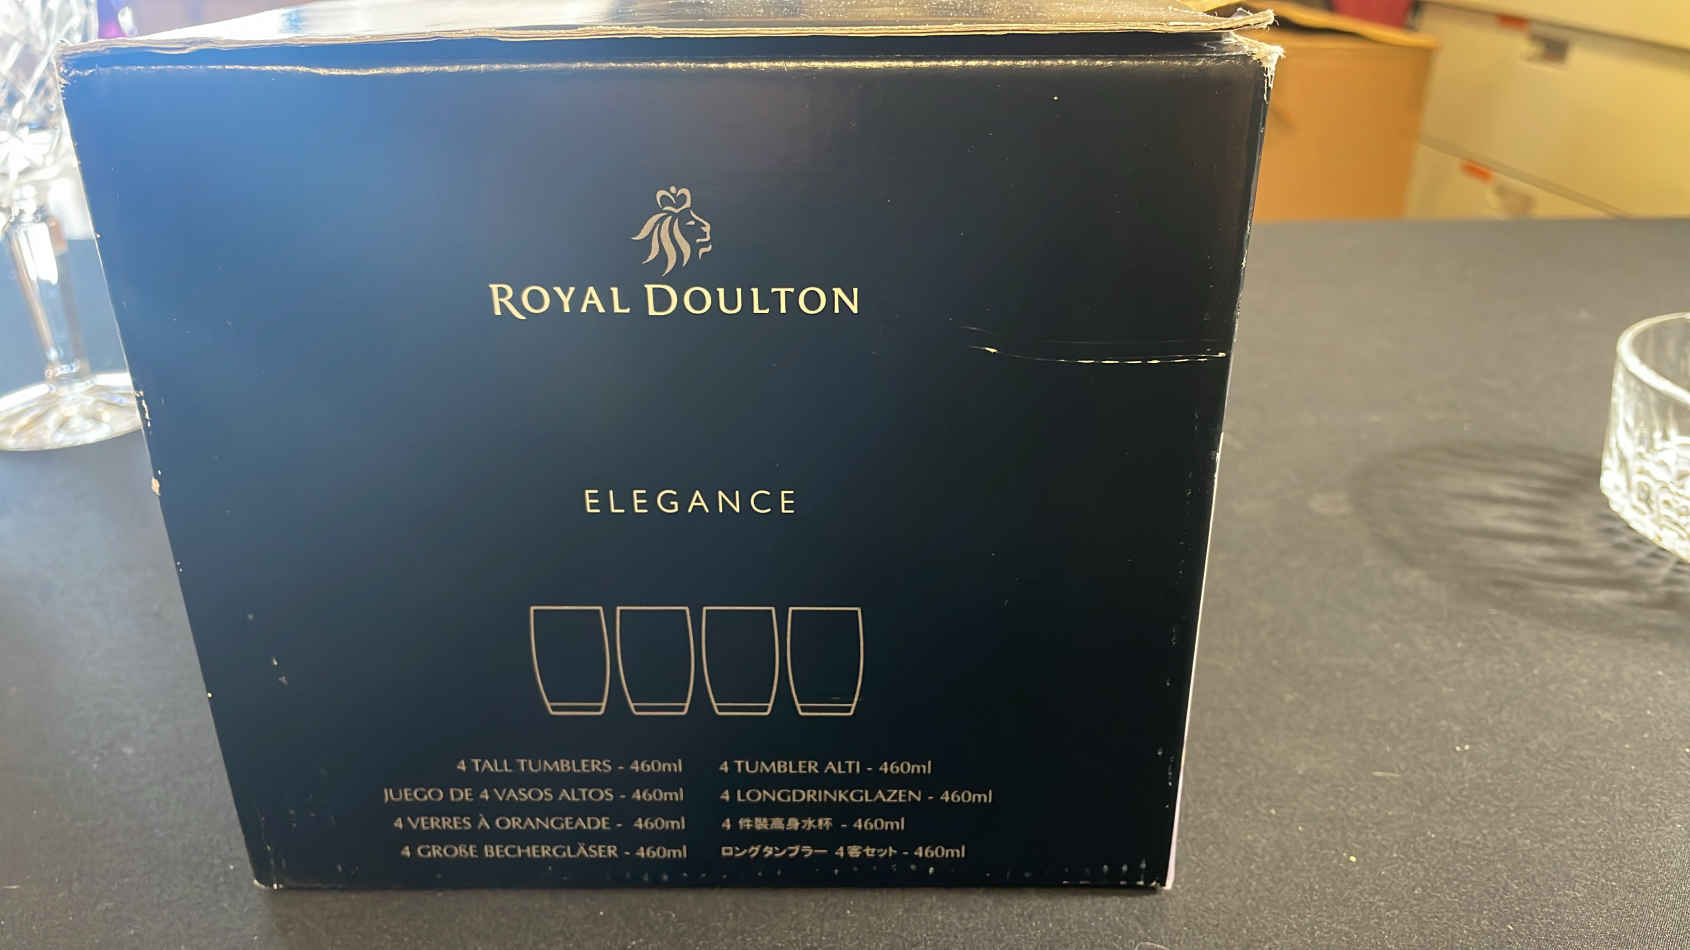 ROYAL DOULTON
ELEGANCE
4 TALL TUMBLERS - 460ml
JUEGO DE 4 VASOS ALTOS - 460ml
4 VERRES À ORANGEADE - 460ml
4 GROßE BECHERGLÄSER - 460ml
4 TUMBLER ALTI - 460ml
4 LONGDRINKGLAZEN - 460ml
4 件裝高身水杯 - 460ml
ロングタンブラー 4客セット - 460ml